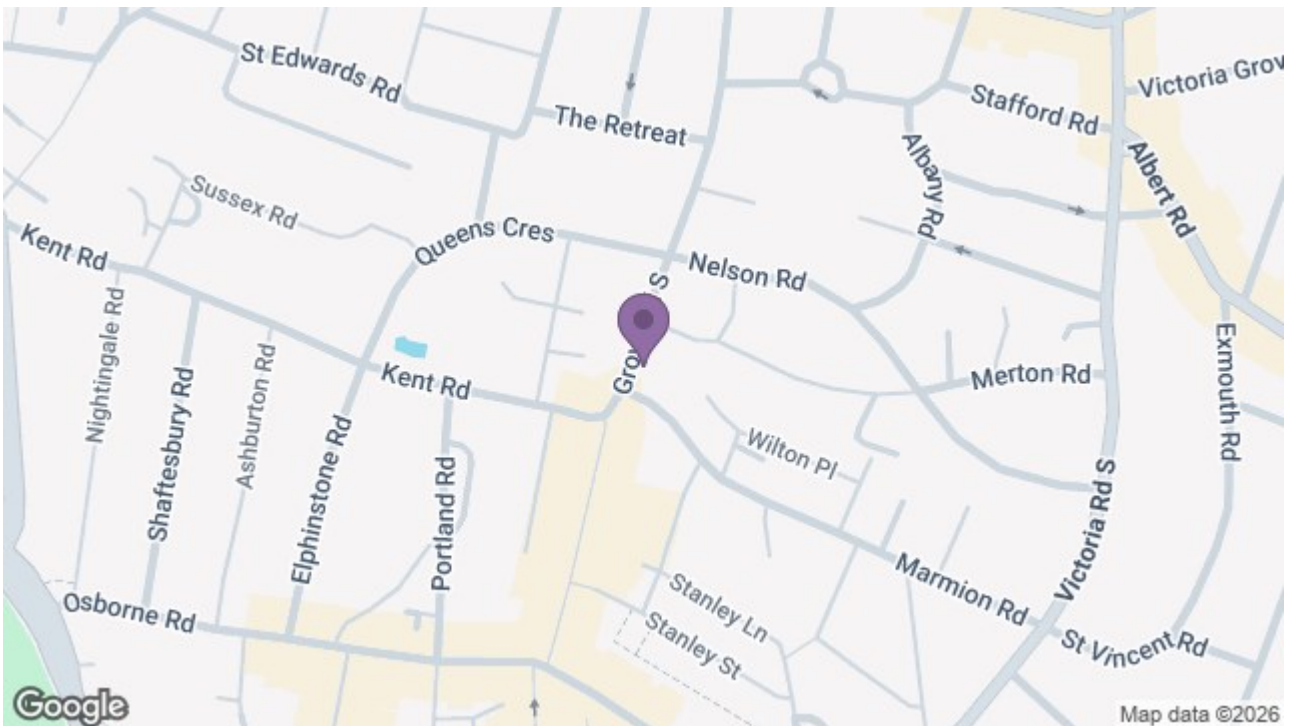 St Edwards Rd
The Retreat
Stafford Rd
Victoria Grov
Albert Rd
Albany Rd
Sussex Rd
Queens Cres
Kent Rd
Nelson Rd
S
Nightingale Rd
Shaftesbury Rd
Ashburton Rd
Elphinstone Rd
Kent Rd
Portland Rd
Gro
Merton Rd
Exmouth Rd
Wilton Pl
Victoria Rd S
Marmion Rd
Osborne Rd
Stanley Ln
Stanley St
St Vincent Rd
Google
Map data ©2026